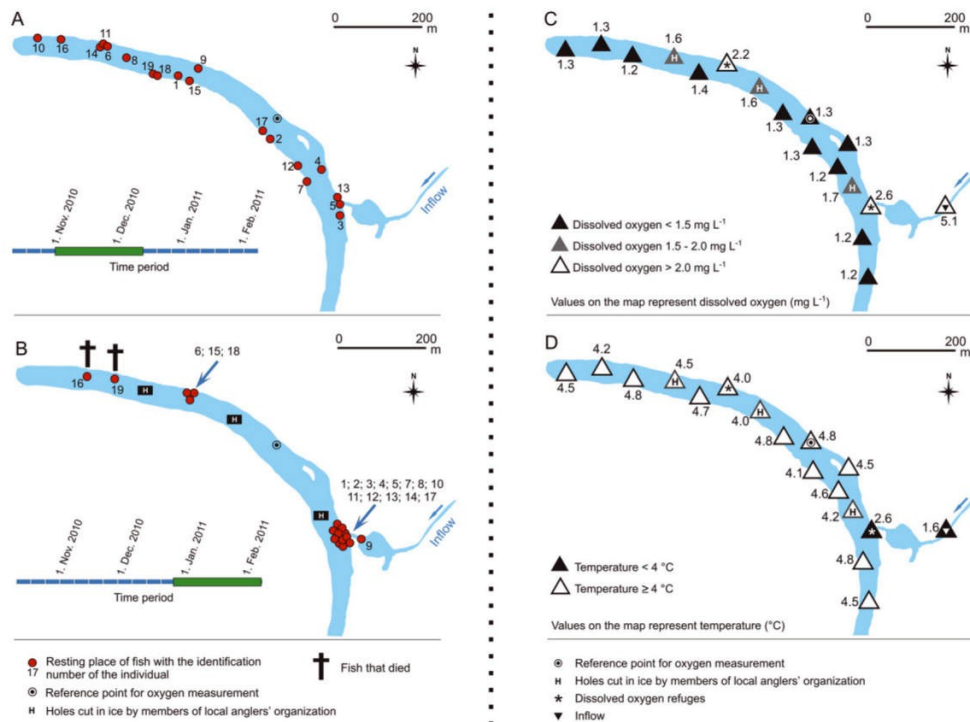 A
0 200
m
N
10
16
11
14
6
8
19
18
1
9
15
17
2
12
4
7
13
5
3
Inflow
1. Nov. 2010
1. Dec. 2010
1. Jan. 2011
1. Feb. 2011
Time period
B
0 200
m
N
6; 15; 18
16
19
H
H
H
1; 2; 3; 4; 5; 7; 8; 10
11; 12; 13; 14; 17
9
Inflow
1. Nov. 2010
1. Dec. 2010
1. Jan. 2011
1. Feb. 2011
Time period
Resting place of fish with the identification
17 number of the individual
Fish that died
Reference point for oxygen measurement
H Holes cut in ice by members of local anglers' organization
C
0 200
m
N
1.3
1.3
1.2
1.6
H
1.4
2.2
1.6
H
1.3
1.3
1.3
1.3
1.2
1.7
H
2.6
5.1
1.2
1.2
Inflow
Dissolved oxygen < 1.5 mg L⁻¹
Dissolved oxygen 1.5 - 2.0 mg L⁻¹
Dissolved oxygen > 2.0 mg L⁻¹
Values on the map represent dissolved oxygen (mg L⁻¹)
D
0 200
m
N
4.5
4.2
4.8
4.5
H
4.7
4.0
4.0
H
4.8
4.8
4.1
4.5
4.6
4.2
H
2.6
1.6
4.8
4.5
Inflow
Temperature < 4 °C
Temperature ≥ 4 °C
Values on the map represent temperature (°C)
Reference point for oxygen measurement
H Holes cut in ice by members of local anglers' organization
* Dissolved oxygen refuges
Inflow